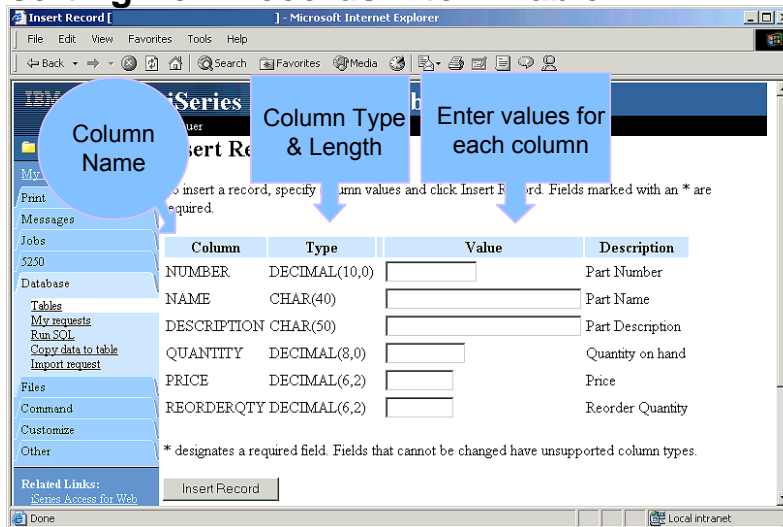 Insert Record [ ] - Microsoft Internet Explorer
File Edit View Favorites Tools Help
Back Search Favorites Media
iSeries
Column Name
Column Type & Length
Enter values for each column
To insert a record, specify column values and click Insert Record. Fields marked with an * are
required.
My
Print
Messages
Jobs
5250
Database
Tables
My requests
Run SQL
Copy data to table
Import request
Files
Command
Customize
Other
Related Links:
iSeries Access for Web
Column Type Value Description
NUMBER DECIMAL(10,0) Part Number
NAME CHAR(40) Part Name
DESCRIPTION CHAR(50) Part Description
QUANTITY DECIMAL(8,0) Quantity on hand
PRICE DECIMAL(6,2) Price
REORDERQTY DECIMAL(6,2) Reorder Quantity
* designates a required field. Fields that cannot be changed have unsupported column types.
Insert Record
Done Local intranet